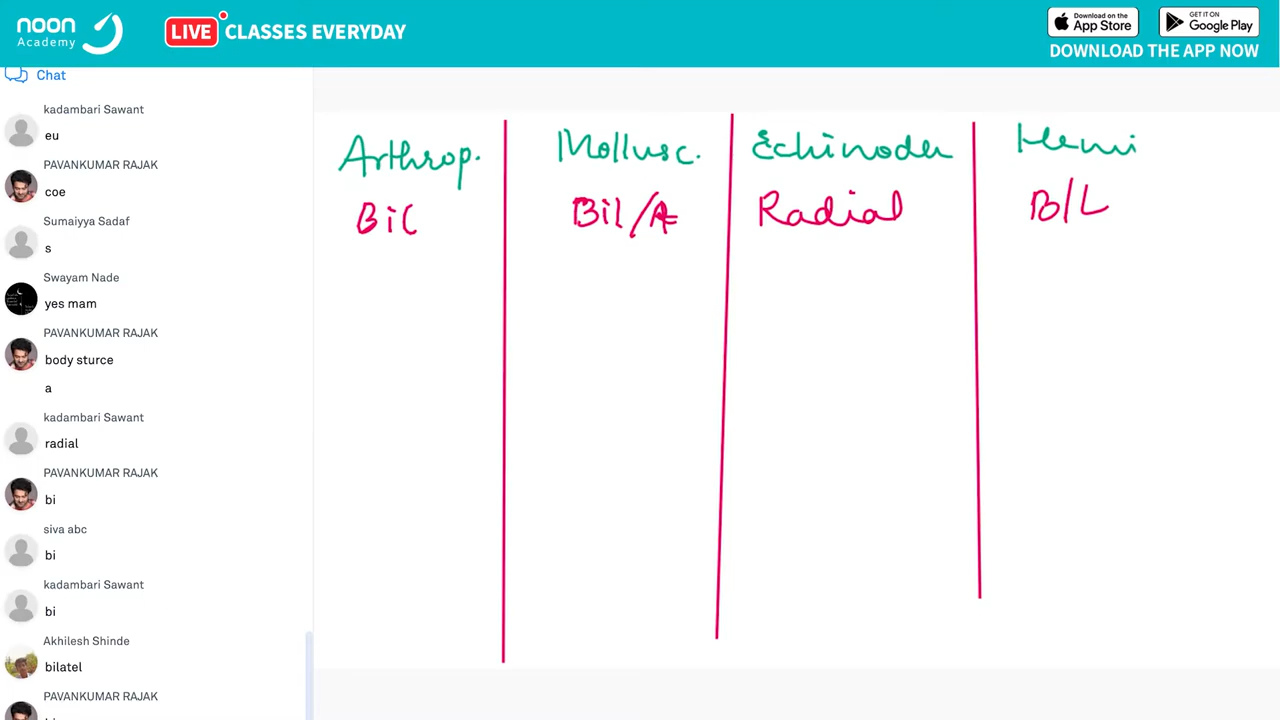 noon
Academy
LIVE CLASSES EVERYDAY
Download on the
App Store
GET IT ON
Google Play
DOWNLOAD THE APP NOW
Chat
kadambari Sawant
eu
PAVANKUMAR RAJAK
coe
Sumaiyya Sadaf
s
Swayam Nade
yes mam
PAVANKUMAR RAJAK
body sturce
a
kadambari Sawant
radial
PAVANKUMAR RAJAK
bi
siva abc
bi
kadambari Sawant
bi
Akhilesh Shinde
bilatel
PAVANKUMAR RAJAK
Arthrop. Mollusc. Echinoder Hemi
Bil Bil/A Radial B/L